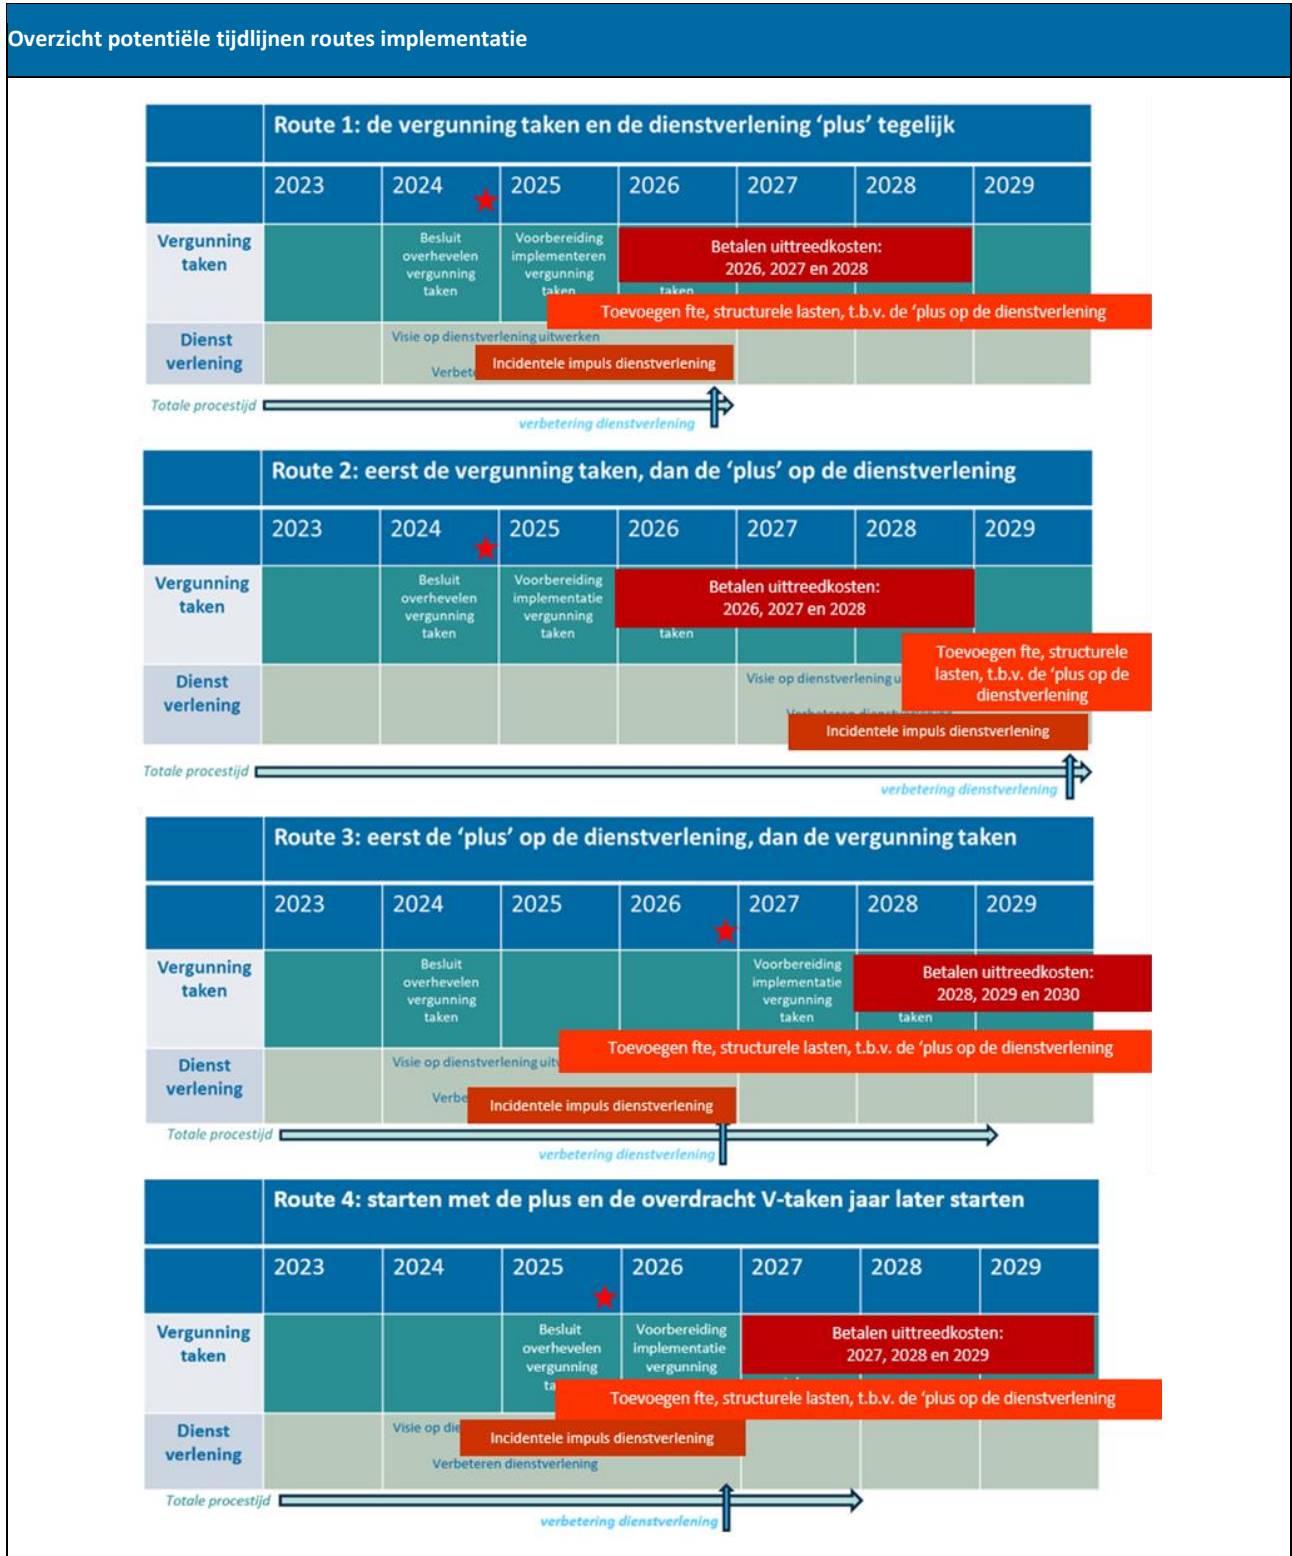 Overzicht potentiële tijdlijnen routes implementatie
Route 1: de vergunning taken en de dienstverlening ‘plus’ tegelijk
2023 2024 2025 2026 2027 2028 2029
Vergunning
taken
Besluit
overhevelen
vergunning
taken
Voorbereiding
implementeren
vergunning
taken
taken
Betalen uittreedkosten:
2026, 2027 en 2028
Toevoegen fte, structurele lasten, t.b.v. de ‘plus op de dienstverlening
Dienst
verlening
Visie op dienstverlening uitwerken
Incidentele impuls dienstverlening
Totale procestijd
verbetering dienstverlening
Route 2: eerst de vergunning taken, dan de ‘plus’ op de dienstverlening
2023 2024 2025 2026 2027 2028 2029
Vergunning
taken
Besluit
overhevelen
vergunning
taken
Voorbereiding
implementatie
vergunning
taken
taken
Betalen uittreedkosten:
2026, 2027 en 2028
Toevoegen fte, structurele
lasten, t.b.v. de ‘plus op de
dienstverlening
Dienst
verlening
Visie op dienstverlening
Verbeteren dienstverlening
Incidentele impuls dienstverlening
Totale procestijd
verbetering dienstverlening
Route 3: eerst de ‘plus’ op de dienstverlening, dan de vergunning taken
2023 2024 2025 2026 2027 2028 2029
Vergunning
taken
Besluit
overhevelen
vergunning
taken
Voorbereiding
implementatie
vergunning
taken
taken
Betalen uittreedkosten:
2028, 2029 en 2030
Toevoegen fte, structurele lasten, t.b.v. de ‘plus op de dienstverlening
Dienst
verlening
Visie op dienstverlening
Incidentele impuls dienstverlening
Totale procestijd
verbetering dienstverlening
Route 4: starten met de plus en de overdracht V-taken jaar later starten
2023 2024 2025 2026 2027 2028 2029
Vergunning
taken
Besluit
overhevelen
vergunning
Voorbereiding
implementatie
vergunning
Betalen uittreedkosten:
2027, 2028 en 2029
Toevoegen fte, structurele lasten, t.b.v. de ‘plus op de dienstverlening
Dienst
verlening
Visie op
Incidentele impuls dienstverlening
Verbeteren dienstverlening
Totale procestijd
verbetering dienstverlening